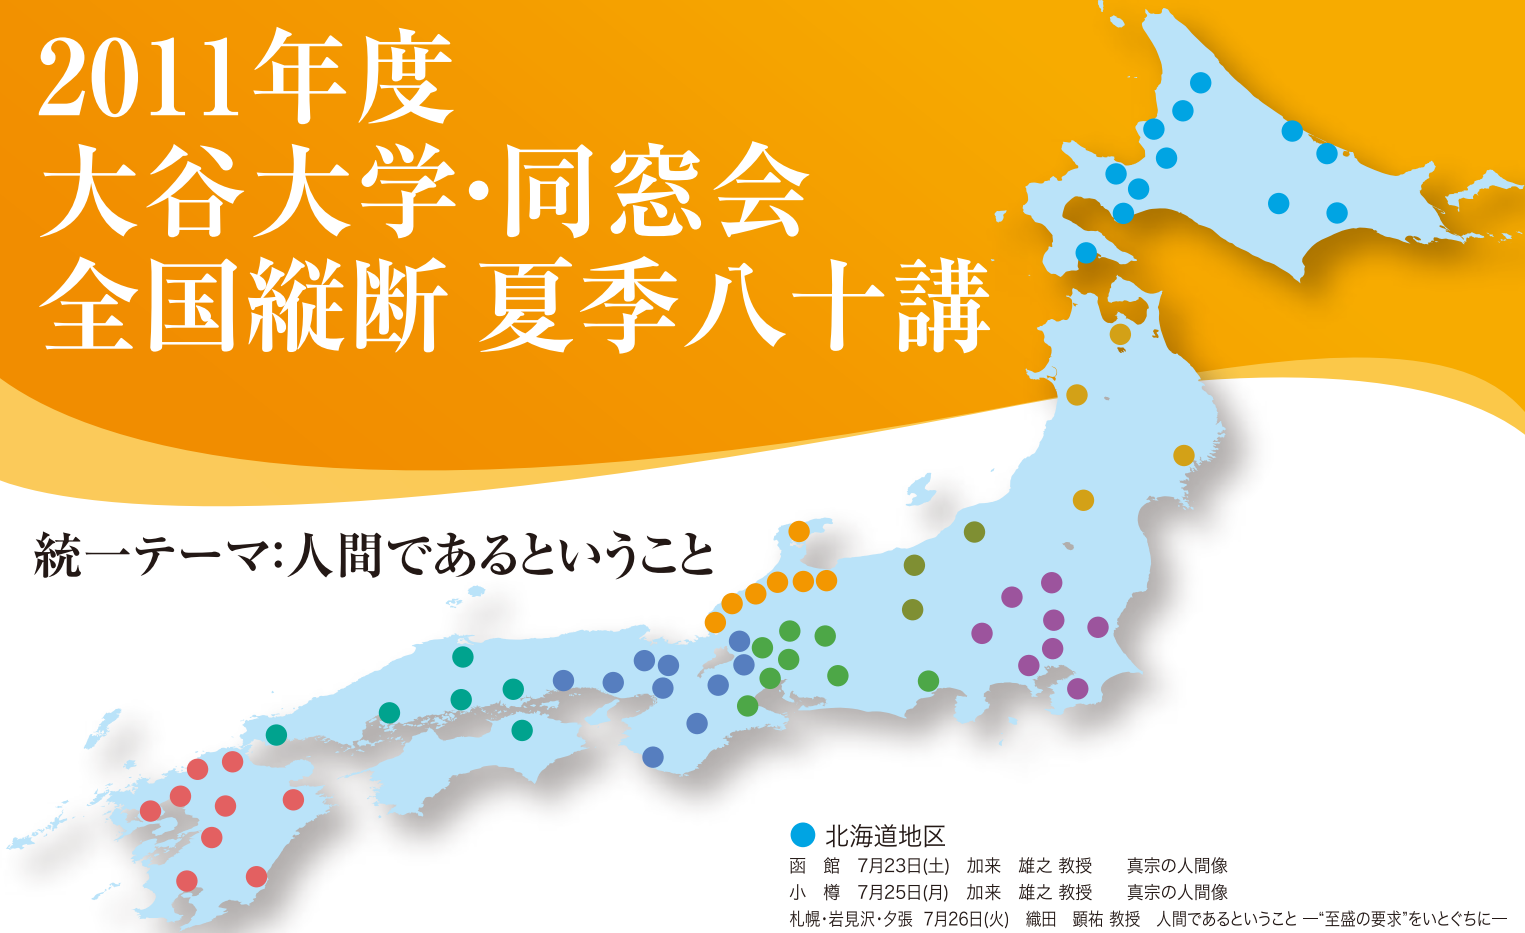 2011年度
大谷大学・同窓会
全国縦断 夏季八十講
統一テーマ：人間であるということ
北海道地区
函　館　7月23日(土)　加来　雄之 教授　　真宗の人間像
小　樽　7月25日(月)　加来　雄之 教授　　真宗の人間像
札幌・岩見沢・夕張　7月26日(火)　織田　顕祐 教授　人間であるということ ―“至盛の要求”をいとぐちに―